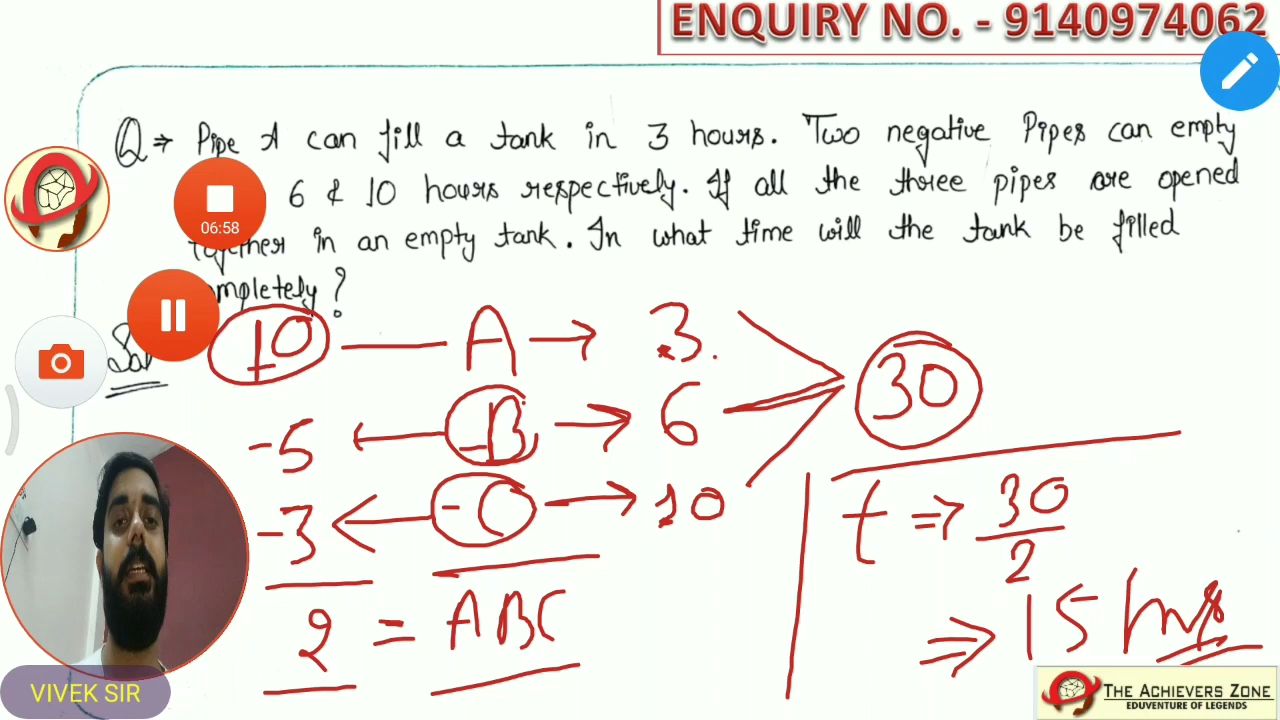 ENQUIRY NO. - 9140974062
Q ⇒ Pipe A can fill a tank in 3 hours. Two negative Pipes can empty
6 & 10 hours respectively. If all the three pipes are opened
06:58
together in an empty tank. In what time will the tank be filled
completely?
Soln
10 — A → 3
30
-5 ← -B → 6
-3 ← -C → 10
t ⇒ 30/2
2 = ABC
⇒ 15 hrs
VIVEK SIR
THE ACHIEVERS ZONE
EDUVENTURE OF LEGENDS